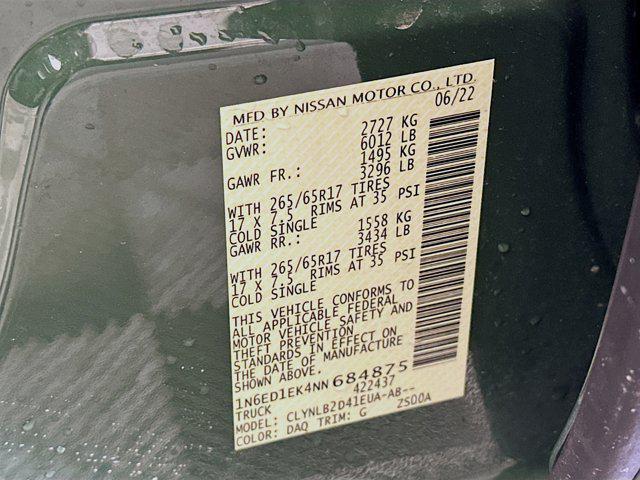 MFD BY NISSAN MOTOR CO., LTD.
DATE: 06/22
GVWR: 2727 KG
6012 LB
GAWR FR.: 1495 KG
3296 LB
WITH 265/65R17 TIRES
17 X 7.5 RIMS AT 35 PSI
COLD SINGLE
GAWR RR.: 1558 KG
3434 LB
WITH 265/65R17 TIRES
17 X 7.5 RIMS AT 35 PSI
COLD SINGLE
THIS VEHICLE CONFORMS TO
ALL APPLICABLE FEDERAL
MOTOR VEHICLE SAFETY AND
THEFT PREVENTION
STANDARDS IN EFFECT ON
THE DATE OF MANUFACTURE
SHOWN ABOVE.
1N6ED1EK4NN684875
TRUCK 422437
MODEL: CLYNLB2D41EUA-AB--
COLOR: DAQ TRIM: G ZS00A